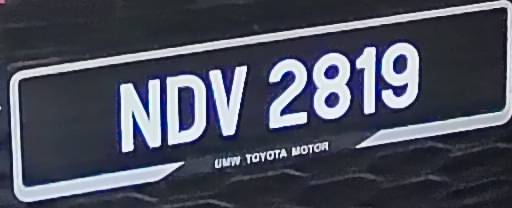 NDV 2819
UMW TOYOTA MOTOR